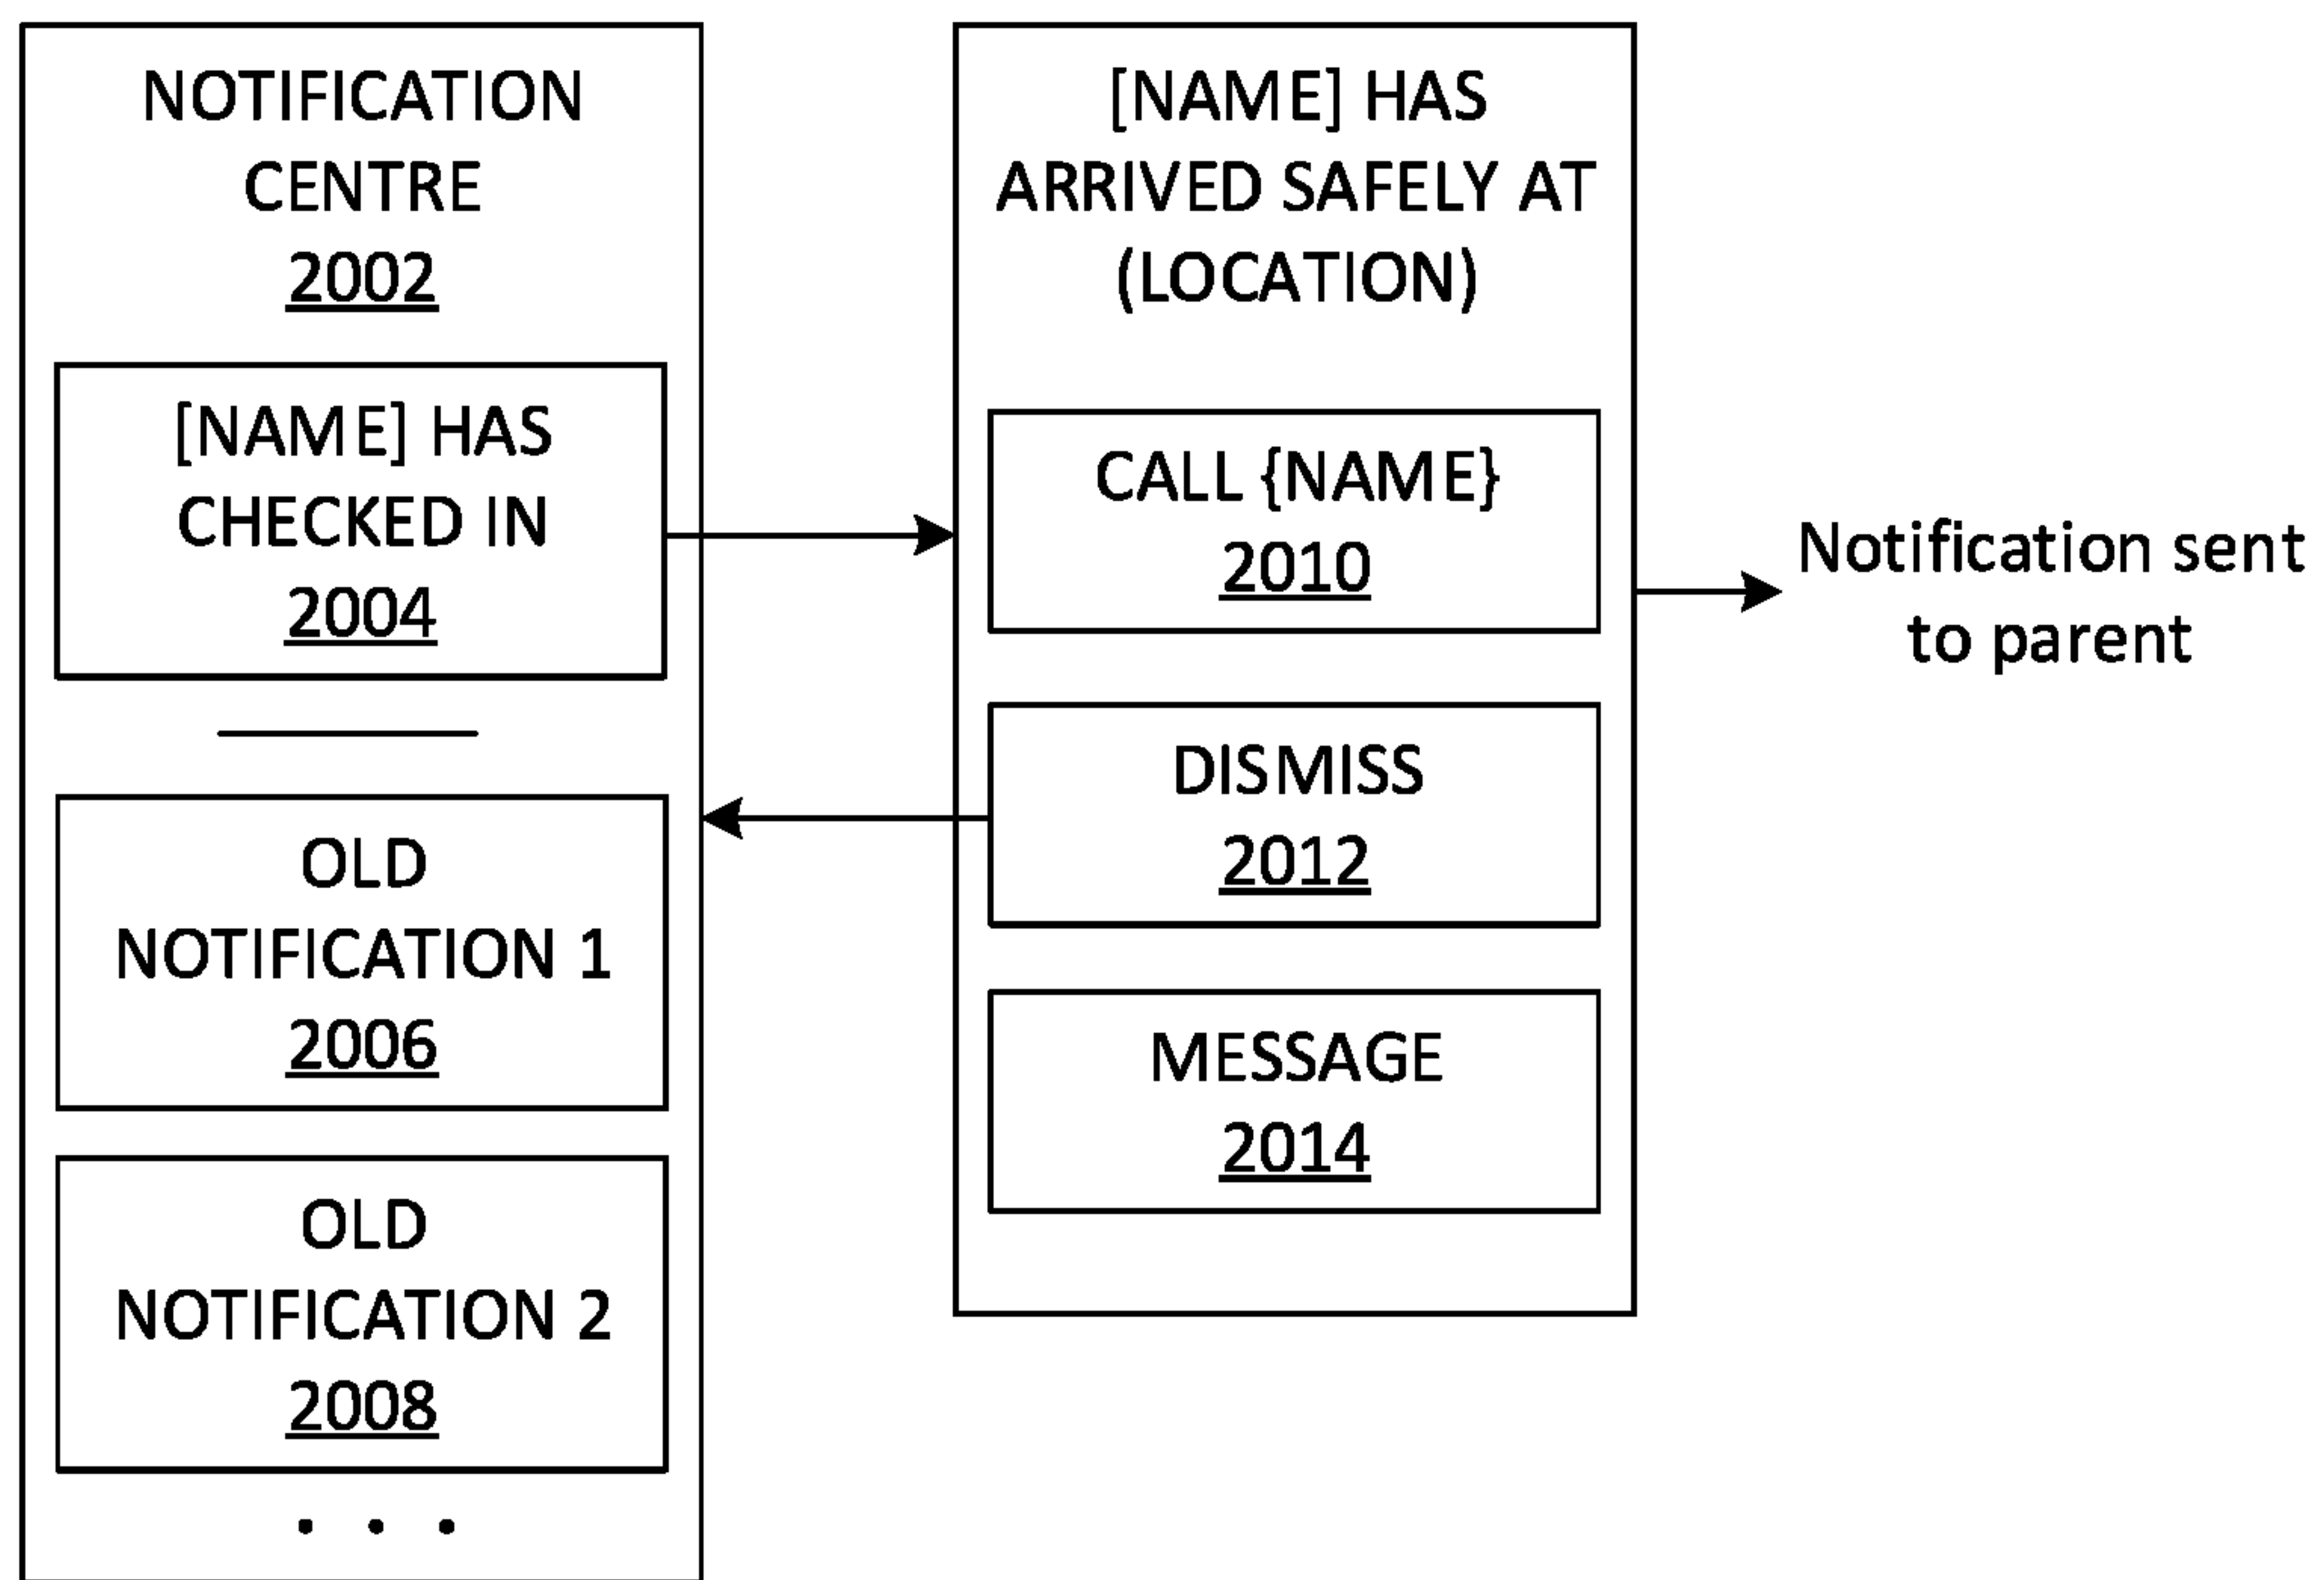 NOTIFICATION
CENTRE
2002
[NAME] HAS
CHECKED IN
2004
OLD
NOTIFICATION 1
2006
OLD
NOTIFICATION 2
2008
. . .
[NAME] HAS
ARRIVED SAFELY AT
(LOCATION)
CALL {NAME}
2010
DISMISS
2012
MESSAGE
2014
Notification sent
to parent